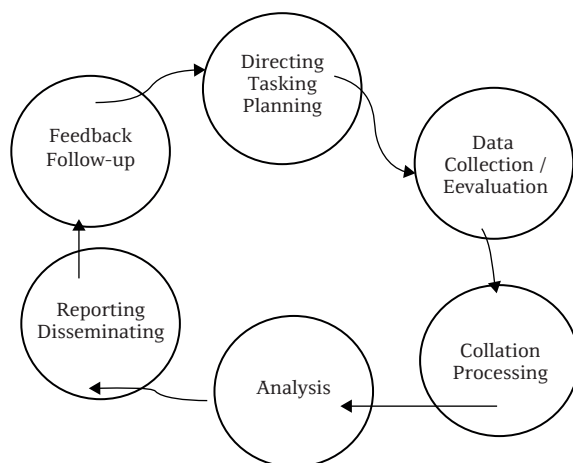 Directing
Tasking
Planning
Data
Collection /
Eevaluation
Collation
Processing
Analysis
Reporting
Disseminating
Feedback
Follow-up